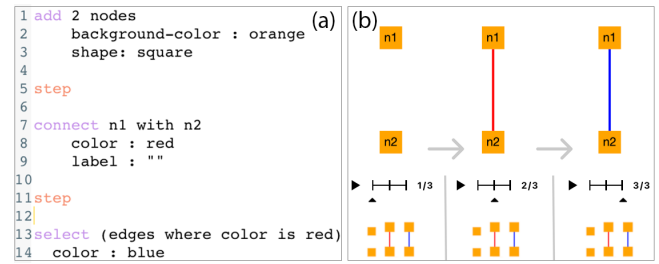 (a)
1 add 2 nodes
2 background-color : orange
3 shape: square
4
5 step
6
7 connect n1 with n2
8 color : red
9 label : ""
10
11 step
12
13 select (edges where color is red)
14 color : blue
(b)
n1 n1 n1
n2 n2 n2
1/3 2/3 3/3